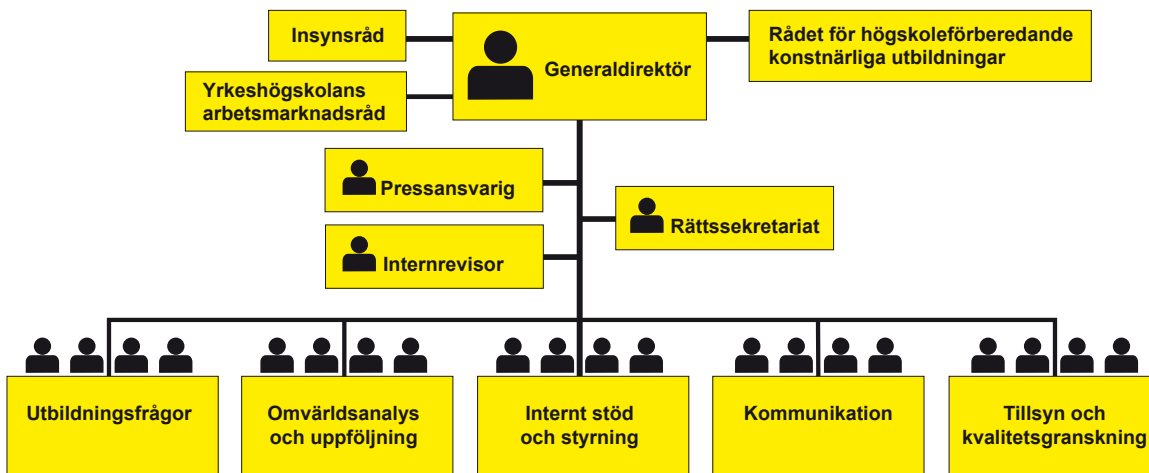 Insynsråd
Generaldirektör
Rådet för högskoleförberedande
konstnärliga utbildningar
Yrkeshögskolans
arbetsmarknadsråd
Pressansvarig
Rättssekretariat
Internrevisor
Utbildningsfrågor
Omvärldsanalys
och uppföljning
Internt stöd
och styrning
Kommunikation
Tillsyn och
kvalitetsgranskning